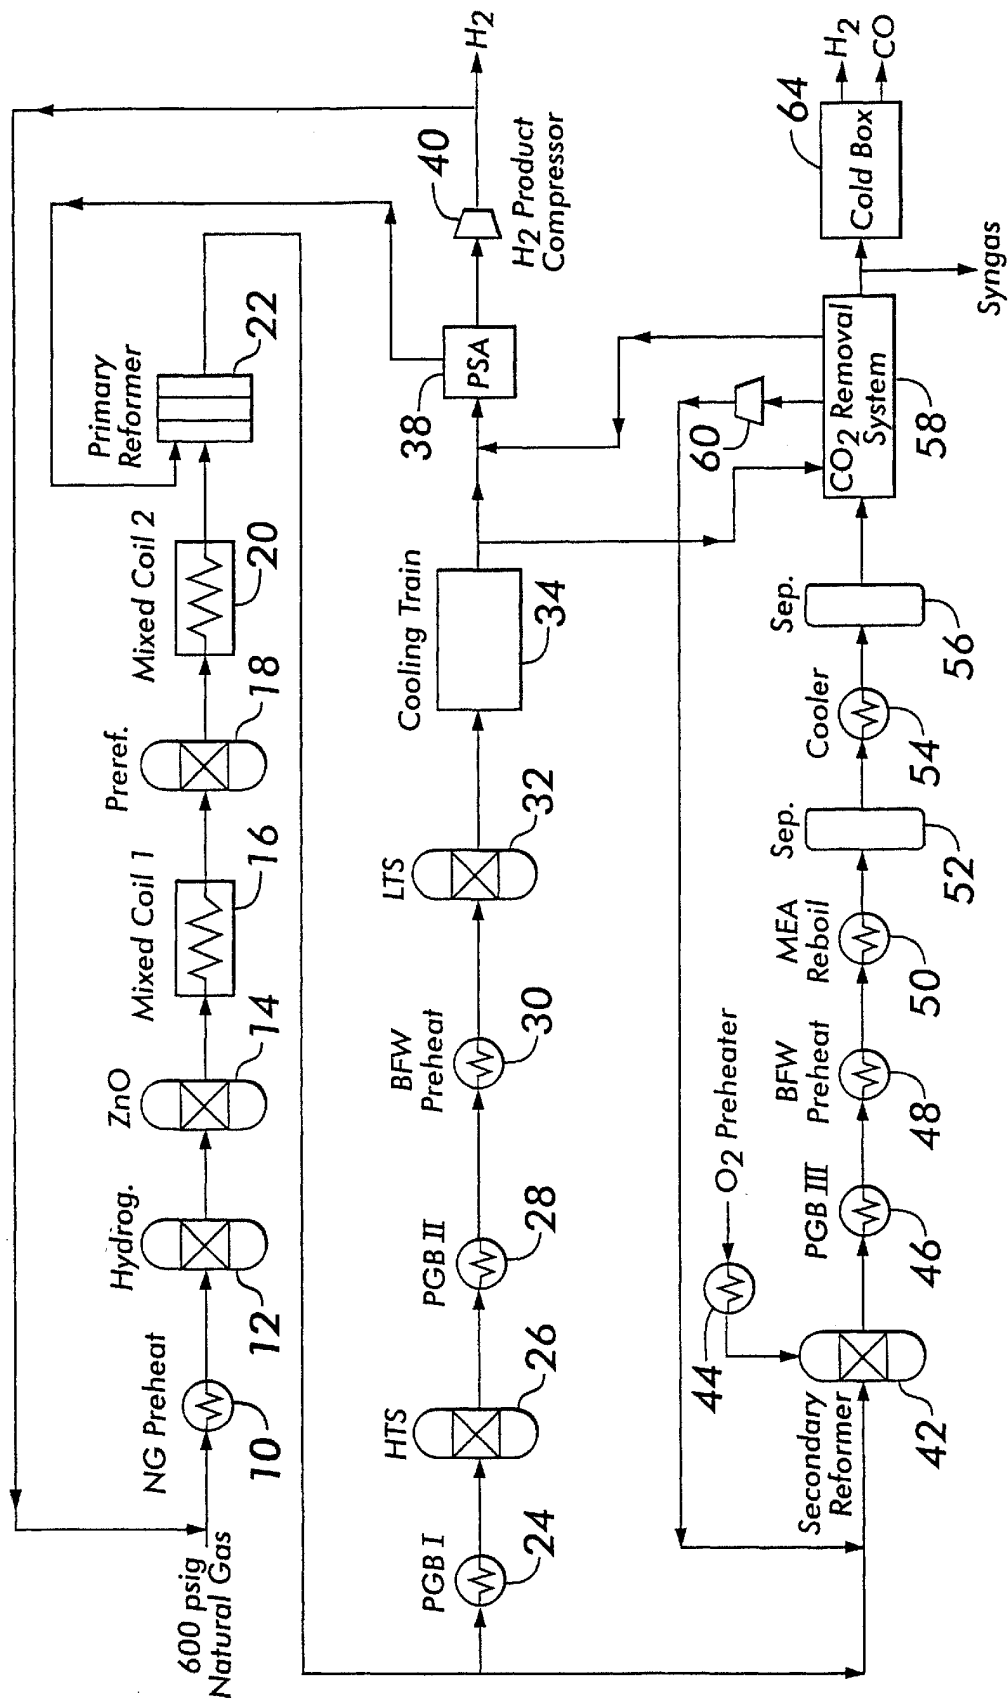 600 psig
Natural Gas
NG Preheat
10
Hydrog.
12
ZnO
14
Mixed Coil 1
16
Preref.
18
Mixed Coil 2
20
Primary
Reformer
22
PGB I
24
HTS
26
PGB II
28
BFW
Preheat
30
LTS
32
Cooling Train
34
PSA
38
40
H2 Product
Compressor
H2
Secondary
Reformer
42
44
O2 Preheater
PGB III
46
BFW
Preheat
48
MEA
Reboil
50
Sep.
52
Cooler
54
Sep.
56
CO2 Removal
System
58
60
Syngas
Cold Box
64
H2
CO